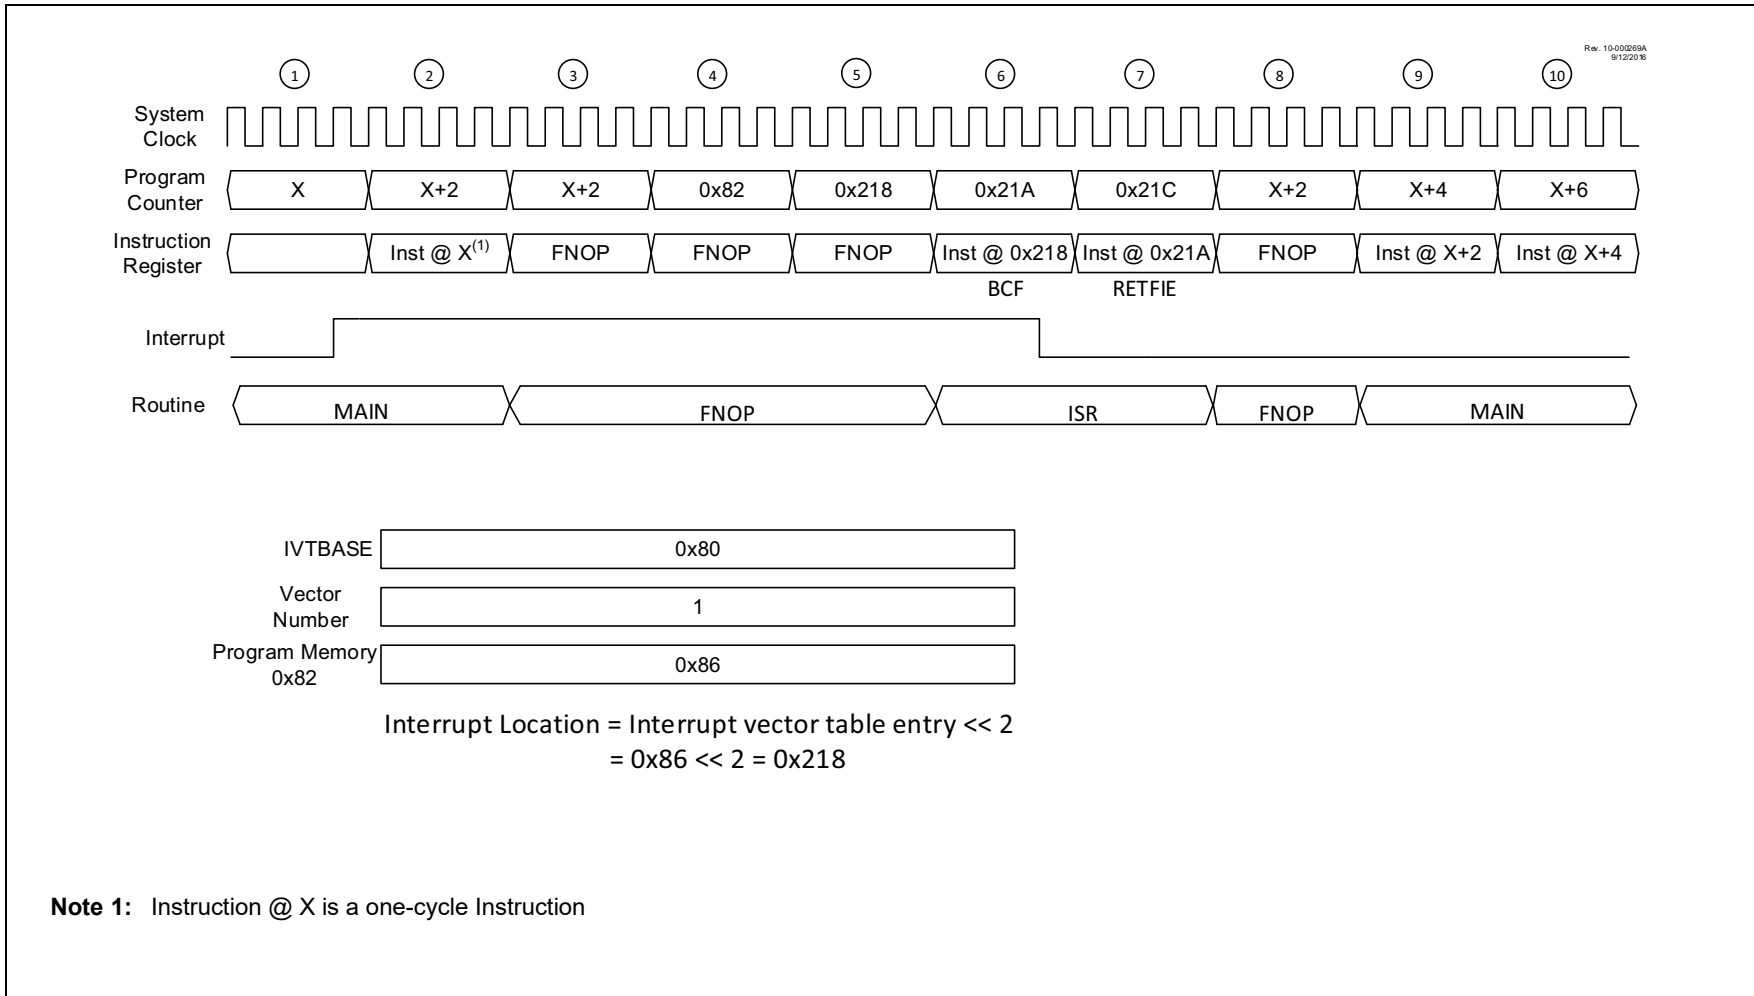 Rev. 10-000269A
9/12/2016
1 2 3 4 5 6 7 8 9 10
System
Clock
Program
Counter
X X+2 X+2 0x82 0x218 0x21A 0x21C X+2 X+4 X+6
Instruction
Register
Inst @ X(1) FNOP FNOP FNOP Inst @ 0x218 Inst @ 0x21A FNOP Inst @ X+2 Inst @ X+4
BCF RETFIE
Interrupt
Routine MAIN FNOP ISR FNOP MAIN
IVTBASE 0x80
Vector
Number
1
Program Memory
0x82
0x86
Interrupt Location = Interrupt vector table entry << 2
= 0x86 << 2 = 0x218
Note 1: Instruction @ X is a one-cycle Instruction